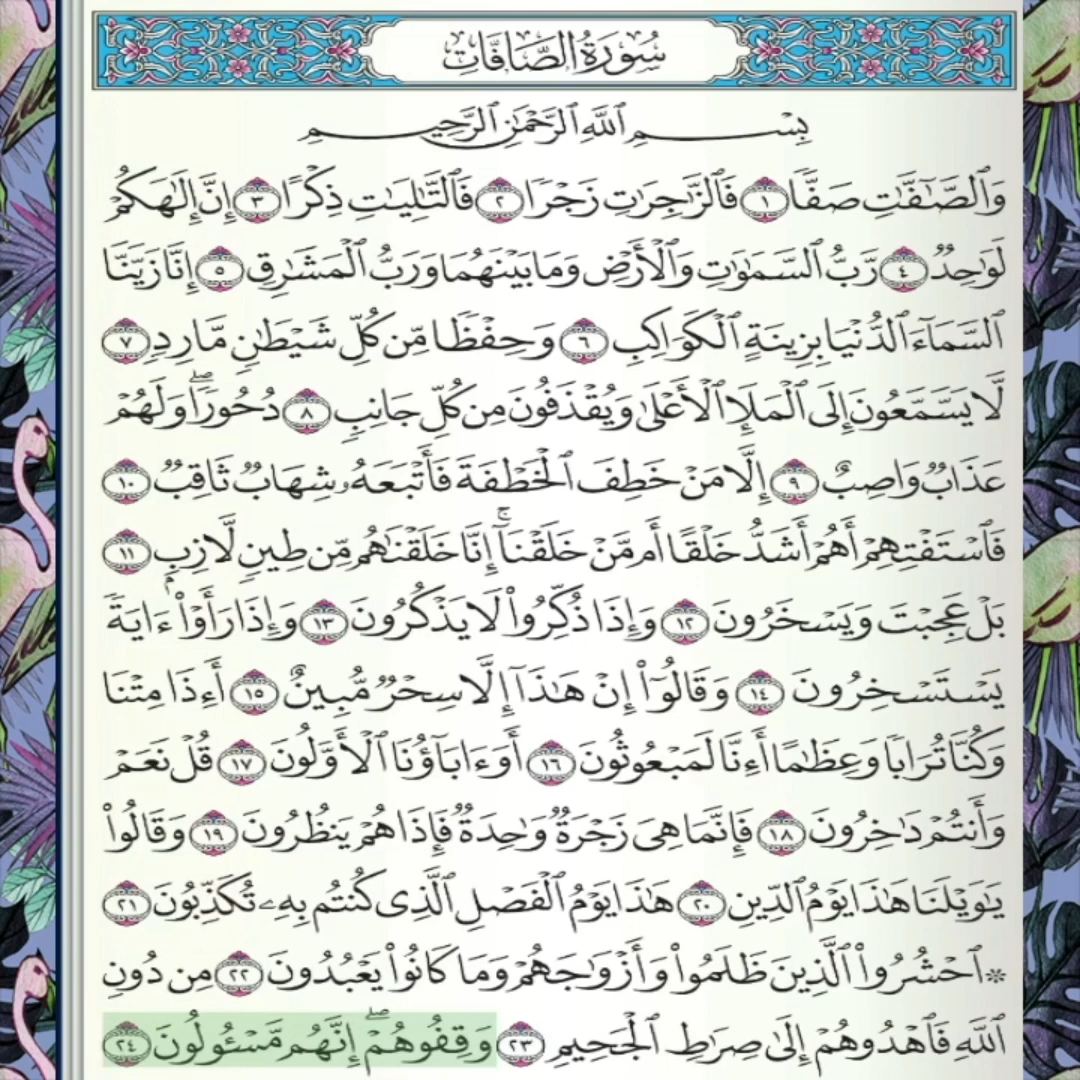 سُورَةُ الصَّافَّاتِ
بِسْمِ ٱللَّهِ ٱلرَّحْمَٰنِ ٱلرَّحِيمِ
وَٱلصَّٰٓفَّٰتِ صَفًّا ١ فَٱلزَّٰجِرَٰتِ زَجْرًا ٢ فَٱلتَّٰلِيَٰتِ ذِكْرًا ٣ إِنَّ إِلَٰهَكُمْ
لَوَٰحِدٌ ٤ رَّبُّ ٱلسَّمَٰوَٰتِ وَٱلْأَرْضِ وَمَا بَيْنَهُمَا وَرَبُّ ٱلْمَشَٰرِقِ ٥ إِنَّا زَيَّنَّا
ٱلسَّمَآءَ ٱلدُّنْيَا بِزِينَةٍ ٱلْكَوَاكِبِ ٦ وَحِفْظًا مِّن كُلِّ شَيْطَٰنٍ مَّارِدٍ ٧
لَّا يَسَّمَّعُونَ إِلَى ٱلْمَلَإِ ٱلْأَعْلَىٰ وَيُقْذَفُونَ مِن كُلِّ جَانِبٍ ٨ دُحُورًا ۖ وَلَهُمْ
عَذَابٌ وَاصِبٌ ٩ إِلَّا مَنْ خَطِفَ ٱلْخَطْفَةَ فَأَتْبَعَهُۥ شِهَابٌ ثَاقِبٌ ١٠
فَٱسْتَفْتِهِمْ أَهُمْ أَشَدُّ خَلْقًا أَم مَّنْ خَلَقْنَآ ۚ إِنَّا خَلَقْنَٰهُم مِّن طِينٍ لَّازِبٍۭ ١١
بَلْ عَجِبْتَ وَيَسْخَرُونَ ١٢ وَإِذَا ذُكِّرُوا۟ لَا يَذْكُرُونَ ١٣ وَإِذَا رَأَوْا۟ ءَايَةً
يَسْتَسْخِرُونَ ١٤ وَقَالُوٓا۟ إِنْ هَٰذَآ إِلَّا سِحْرٌ مُّبِينٌ ١٥ أَءِذَا مِتْنَا
وَكُنَّا تُرَابًا وَعِظَٰمًا أَءِنَّا لَمَبْعُوثُونَ ١٦ أَوَءَابَآؤُنَا ٱلْأَوَّلُونَ ١٧ قُلْ نَعَمْ
وَأَنتُمْ دَٰخِرُونَ ١٨ فَإِنَّمَا هِىَ زَجْرَةٌ وَٰحِدَةٌ فَإِذَا هُمْ يَنظُرُونَ ١٩ وَقَالُوا۟
يَٰوَيْلَنَا هَٰذَا يَوْمُ ٱلدِّينِ ٢٠ هَٰذَا يَوْمُ ٱلْفَصْلِ ٱلَّذِى كُنتُم بِهِۦ تُكَذِّبُونَ ٢١
۞ ٱحْشُرُوا۟ ٱلَّذِينَ ظَلَمُوا۟ وَأَزْوَٰجَهُمْ وَمَا كَانُوا۟ يَعْبُدُونَ ٢٢ مِن دُونِ
ٱللَّهِ فَٱهْدُوهُمْ إِلَىٰ صِرَٰطِ ٱلْجَحِيمِ ٢٣ وَقِفُوهُمْ ۖ إِنَّهُم مَّسْـُٔولُونَ ٢٤